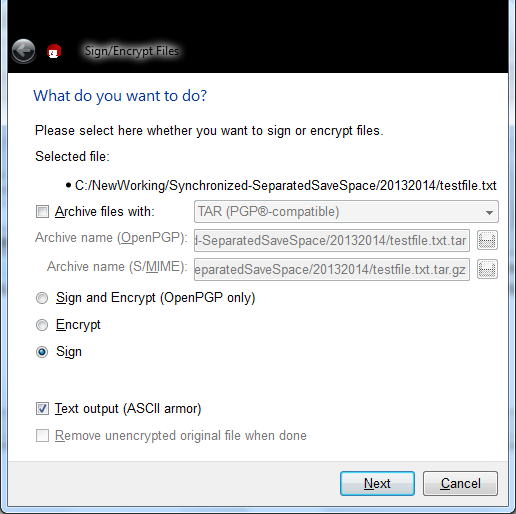 Sign/Encrypt Files
What do you want to do?
Please select here whether you want to sign or encrypt files.
Selected file:
• C:/NewWorking/Synchronized-SeparatedSaveSpace/20132014/testfile.txt
Archive files with: TAR (PGP®-compatible)
Archive name (OpenPGP): d-SeparatedSaveSpace/20132014/testfile.txt.tar
Archive name (S/MIME): eparatedSaveSpace/20132014/testfile.txt.tar.gz
Sign and Encrypt (OpenPGP only)
Encrypt
Sign
Text output (ASCII armor)
Remove unencrypted original file when done
Next Cancel